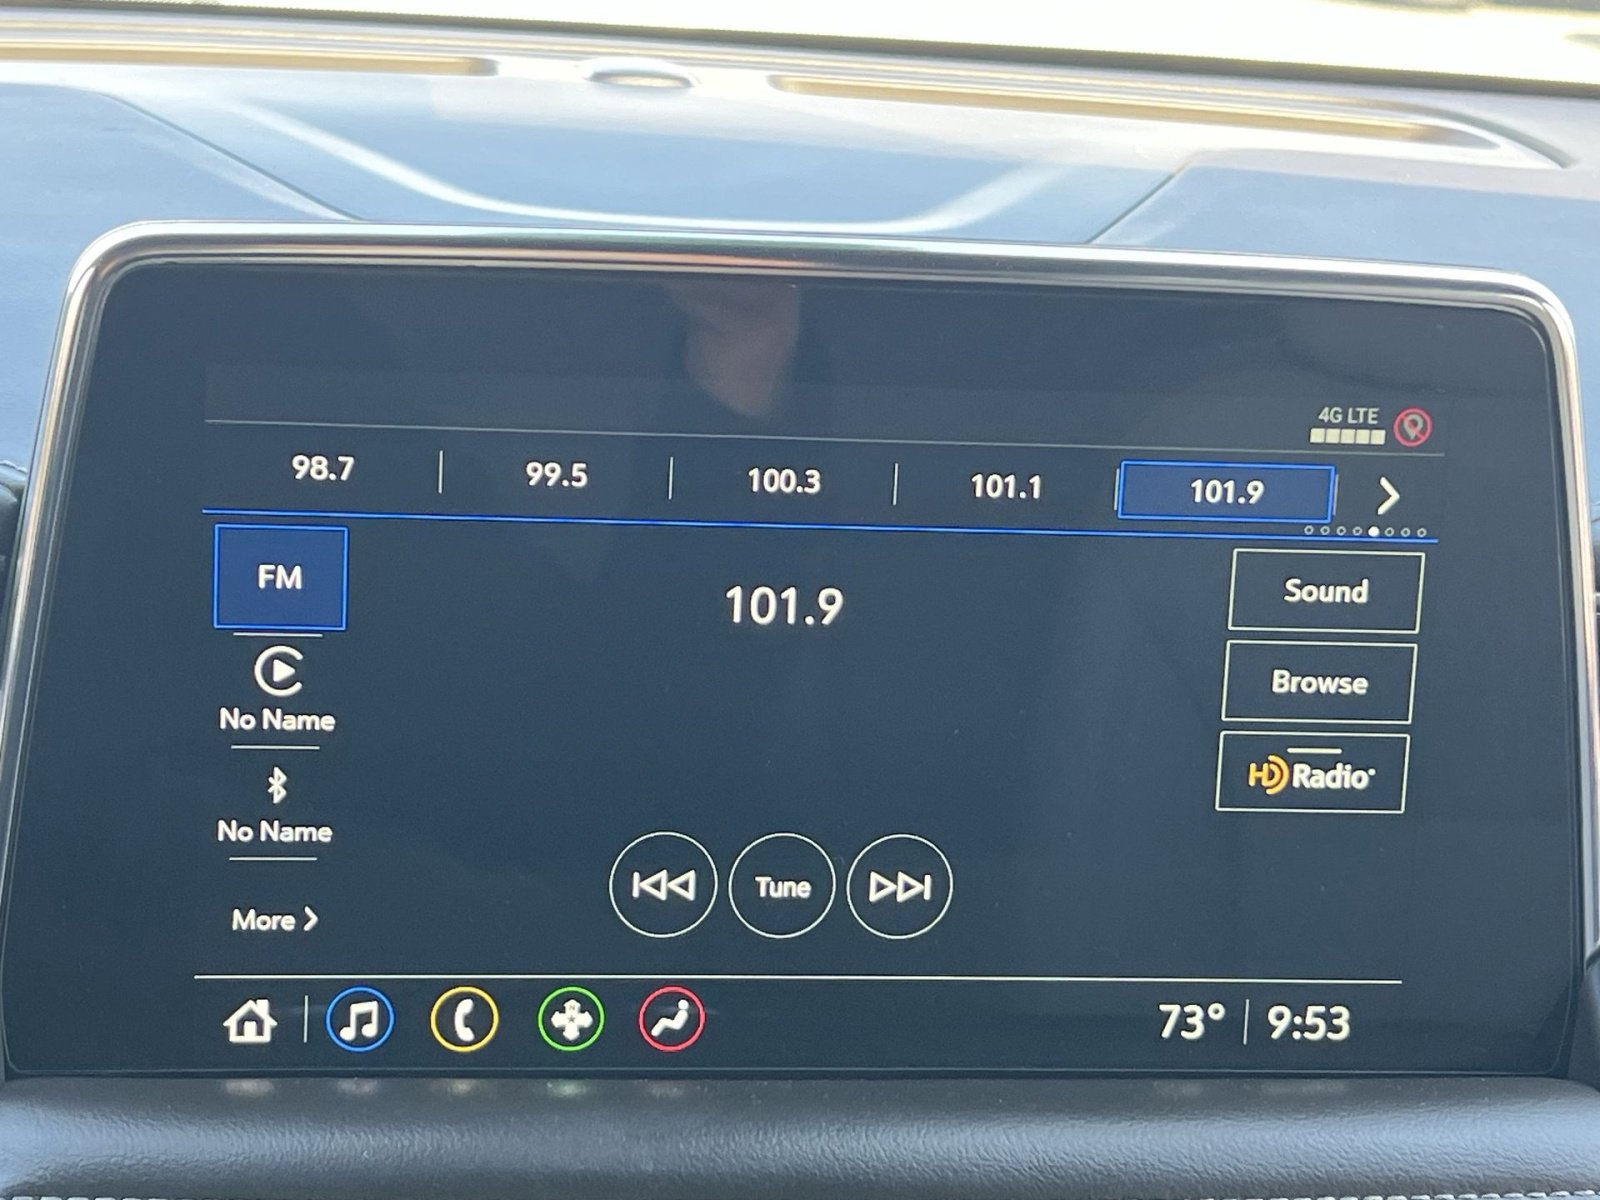 4G LTE
98.7 99.5 100.3 101.1 101.9
FM
101.9
Sound
No Name
Browse
HD Radio
No Name
Tune
More
73° 9:53